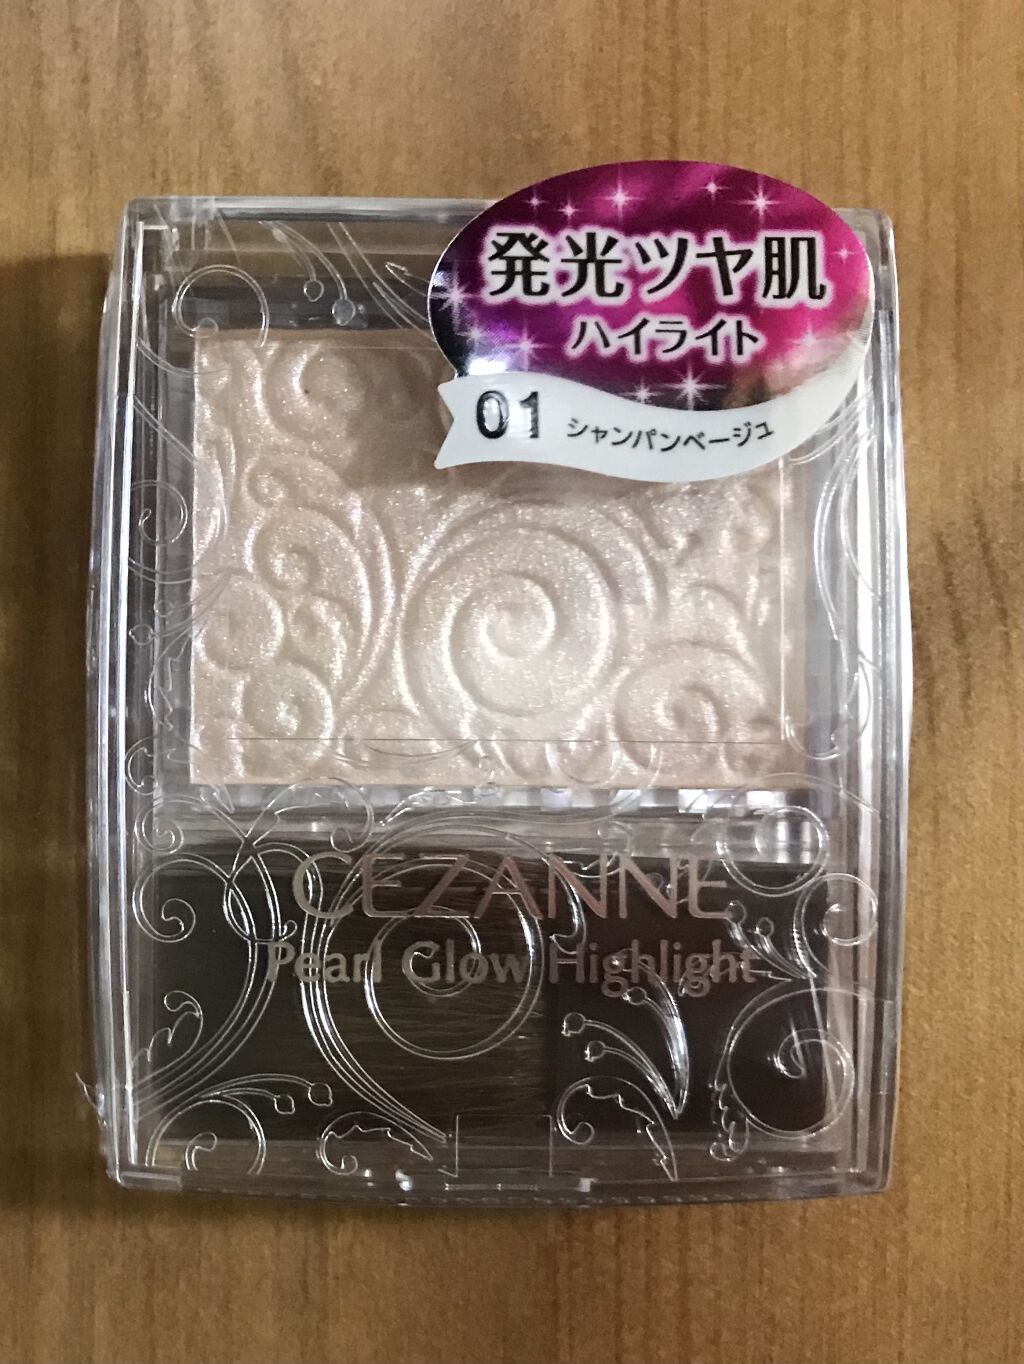 発光ツヤ肌
ハイライト
01 シャンパンベージュ
CEZANNE
Pearl Glow Highlight